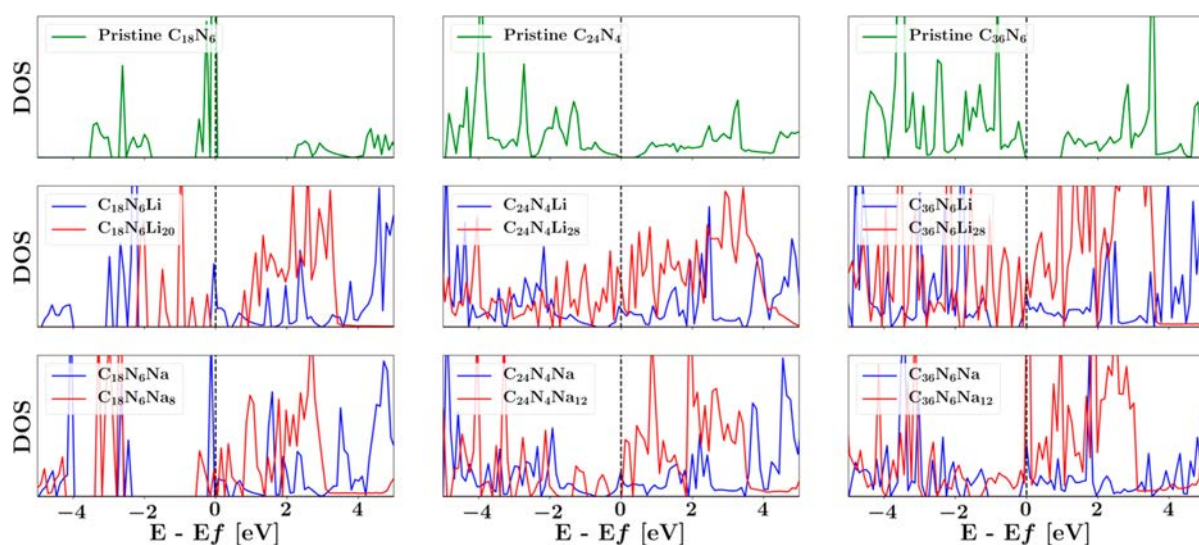 DOS
Pristine C₁₈N₆
Pristine C₂₄N₄
Pristine C₃₆N₆
DOS
C₁₈N₆Li
C₁₈N₆Li₂₀
C₂₄N₄Li
C₂₄N₄Li₂₈
C₃₆N₆Li
C₃₆N₆Li₂₈
DOS
C₁₈N₆Na
C₁₈N₆Na₈
C₂₄N₄Na
C₂₄N₄Na₁₂
C₃₆N₆Na
C₃₆N₆Na₁₂
−4 −2 0 2 4
−4 −2 0 2 4
−4 −2 0 2 4
E - Ef [eV]
E - Ef [eV]
E - Ef [eV]